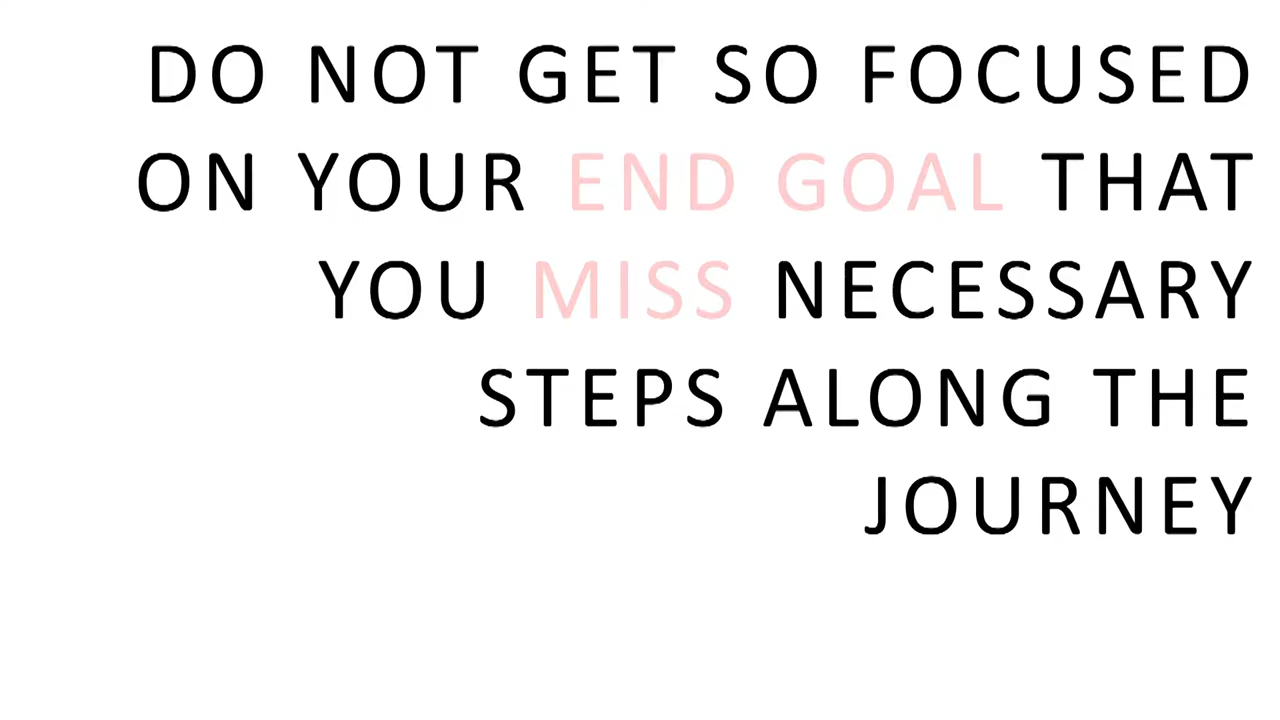 DO NOT GET SO FOCUSED
ON YOUR END GOAL THAT
YOU MISS NECESSARY
STEPS ALONG THE
JOURNEY